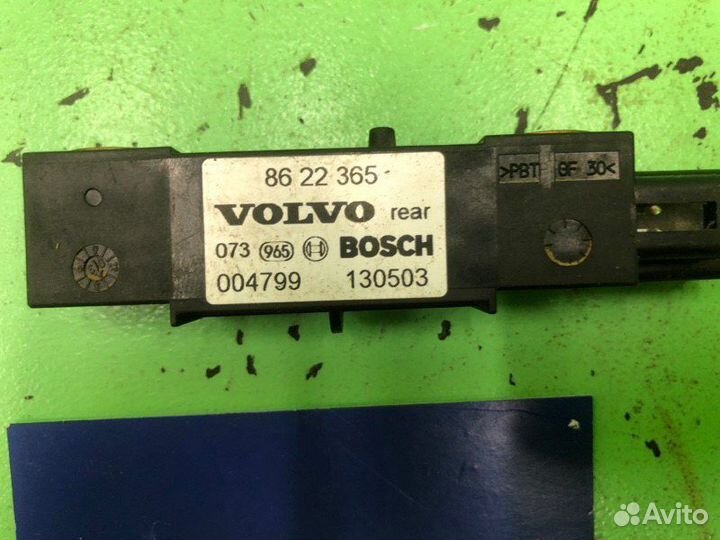 86 22 365
VOLVO rear
073 965 BOSCH
004799 130503
>PBT GF 30<
Avito